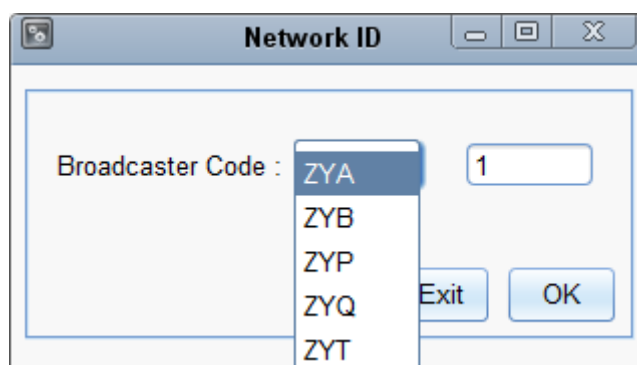 Network ID
Broadcaster Code :
ZYA
1
ZYB
ZYP
ZYQ
ZYT
Exit
OK